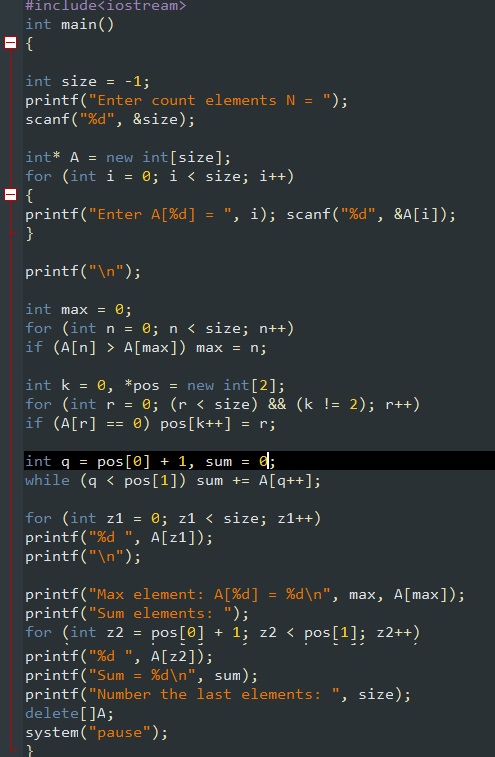 #include<iostream>
int main()
{
int size = -1;
printf("Enter count elements N = ");
scanf("%d", &size);
int* A = new int[size];
for (int i = 0; i < size; i++)
{
printf("Enter A[%d] = ", i); scanf("%d", &A[i]);
}
printf("\n");
int max = 0;
for (int n = 0; n < size; n++)
if (A[n] > A[max]) max = n;
int k = 0, *pos = new int[2];
for (int r = 0; (r < size) && (k != 2); r++)
if (A[r] == 0) pos[k++] = r;
int q = pos[0] + 1, sum = 0;
while (q < pos[1]) sum += A[q++];
for (int z1 = 0; z1 < size; z1++)
printf("%d ", A[z1]);
printf("\n");
printf("Max element: A[%d] = %d\n", max, A[max]);
printf("Sum elements: ");
for (int z2 = pos[0] + 1; z2 < pos[1]; z2++)
printf("%d ", A[z2]);
printf("Sum = %d\n", sum);
printf("Number the last elements: ", size);
delete[]A;
system("pause");
}